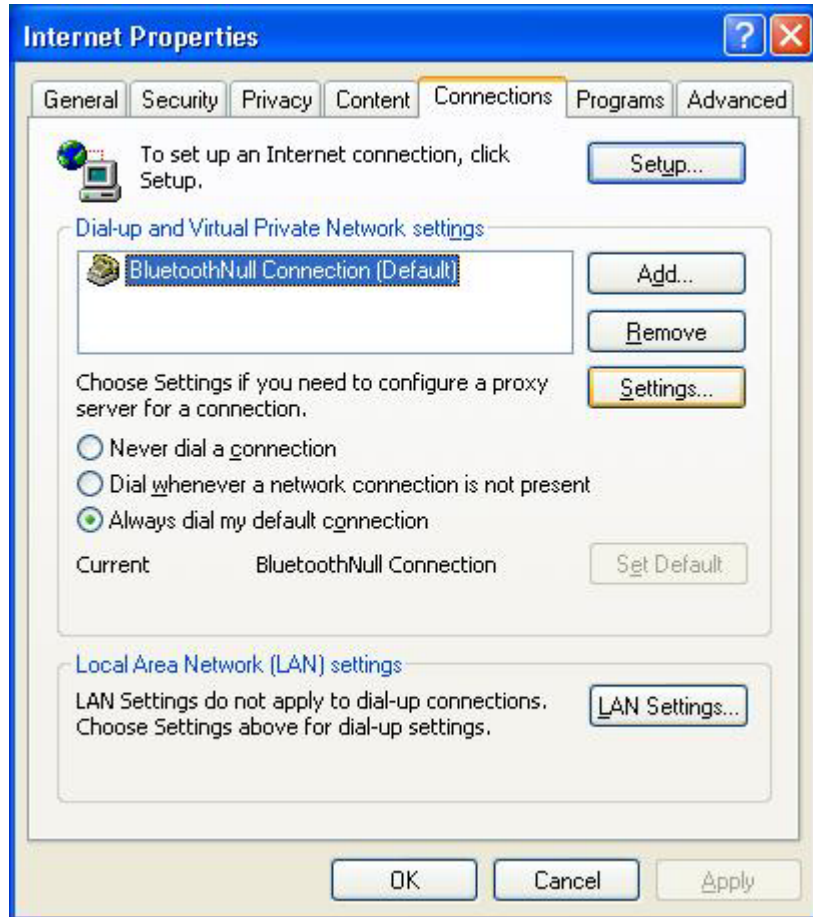 Internet Properties
General Security Privacy Content Connections Programs Advanced
To set up an Internet connection, click
Setup.
Setup...
Dial-up and Virtual Private Network settings
BluetoothNull Connection (Default)
Add...
Remove
Choose Settings if you need to configure a proxy
server for a connection.
Settings...
Never dial a connection
Dial whenever a network connection is not present
Always dial my default connection
Current BluetoothNull Connection Set Default
Local Area Network (LAN) settings
LAN Settings do not apply to dial-up connections.
Choose Settings above for dial-up settings.
LAN Settings...
OK Cancel Apply